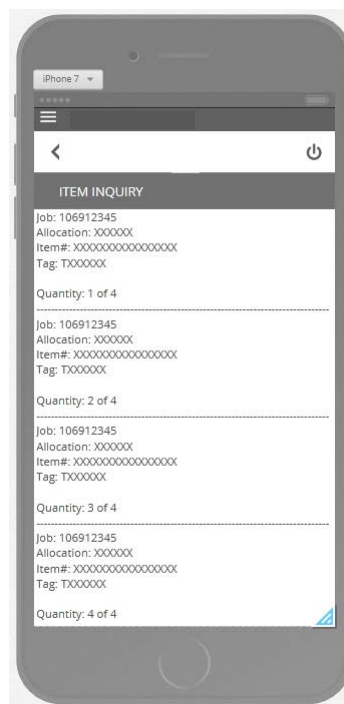 iPhone 7
ITEM INQUIRY
Job: 106912345
Allocation: XXXXXX
Item#: XXXXXXXXXXXXXXXX
Tag: TXXXXXX
Quantity: 1 of 4
Job: 106912345
Allocation: XXXXXX
Item#: XXXXXXXXXXXXXXXX
Tag: TXXXXXX
Quantity: 2 of 4
Job: 106912345
Allocation: XXXXXX
Item#: XXXXXXXXXXXXXXXX
Tag: TXXXXXX
Quantity: 3 of 4
Job: 106912345
Allocation: XXXXXX
Item#: XXXXXXXXXXXXXXXX
Tag: TXXXXXX
Quantity: 4 of 4